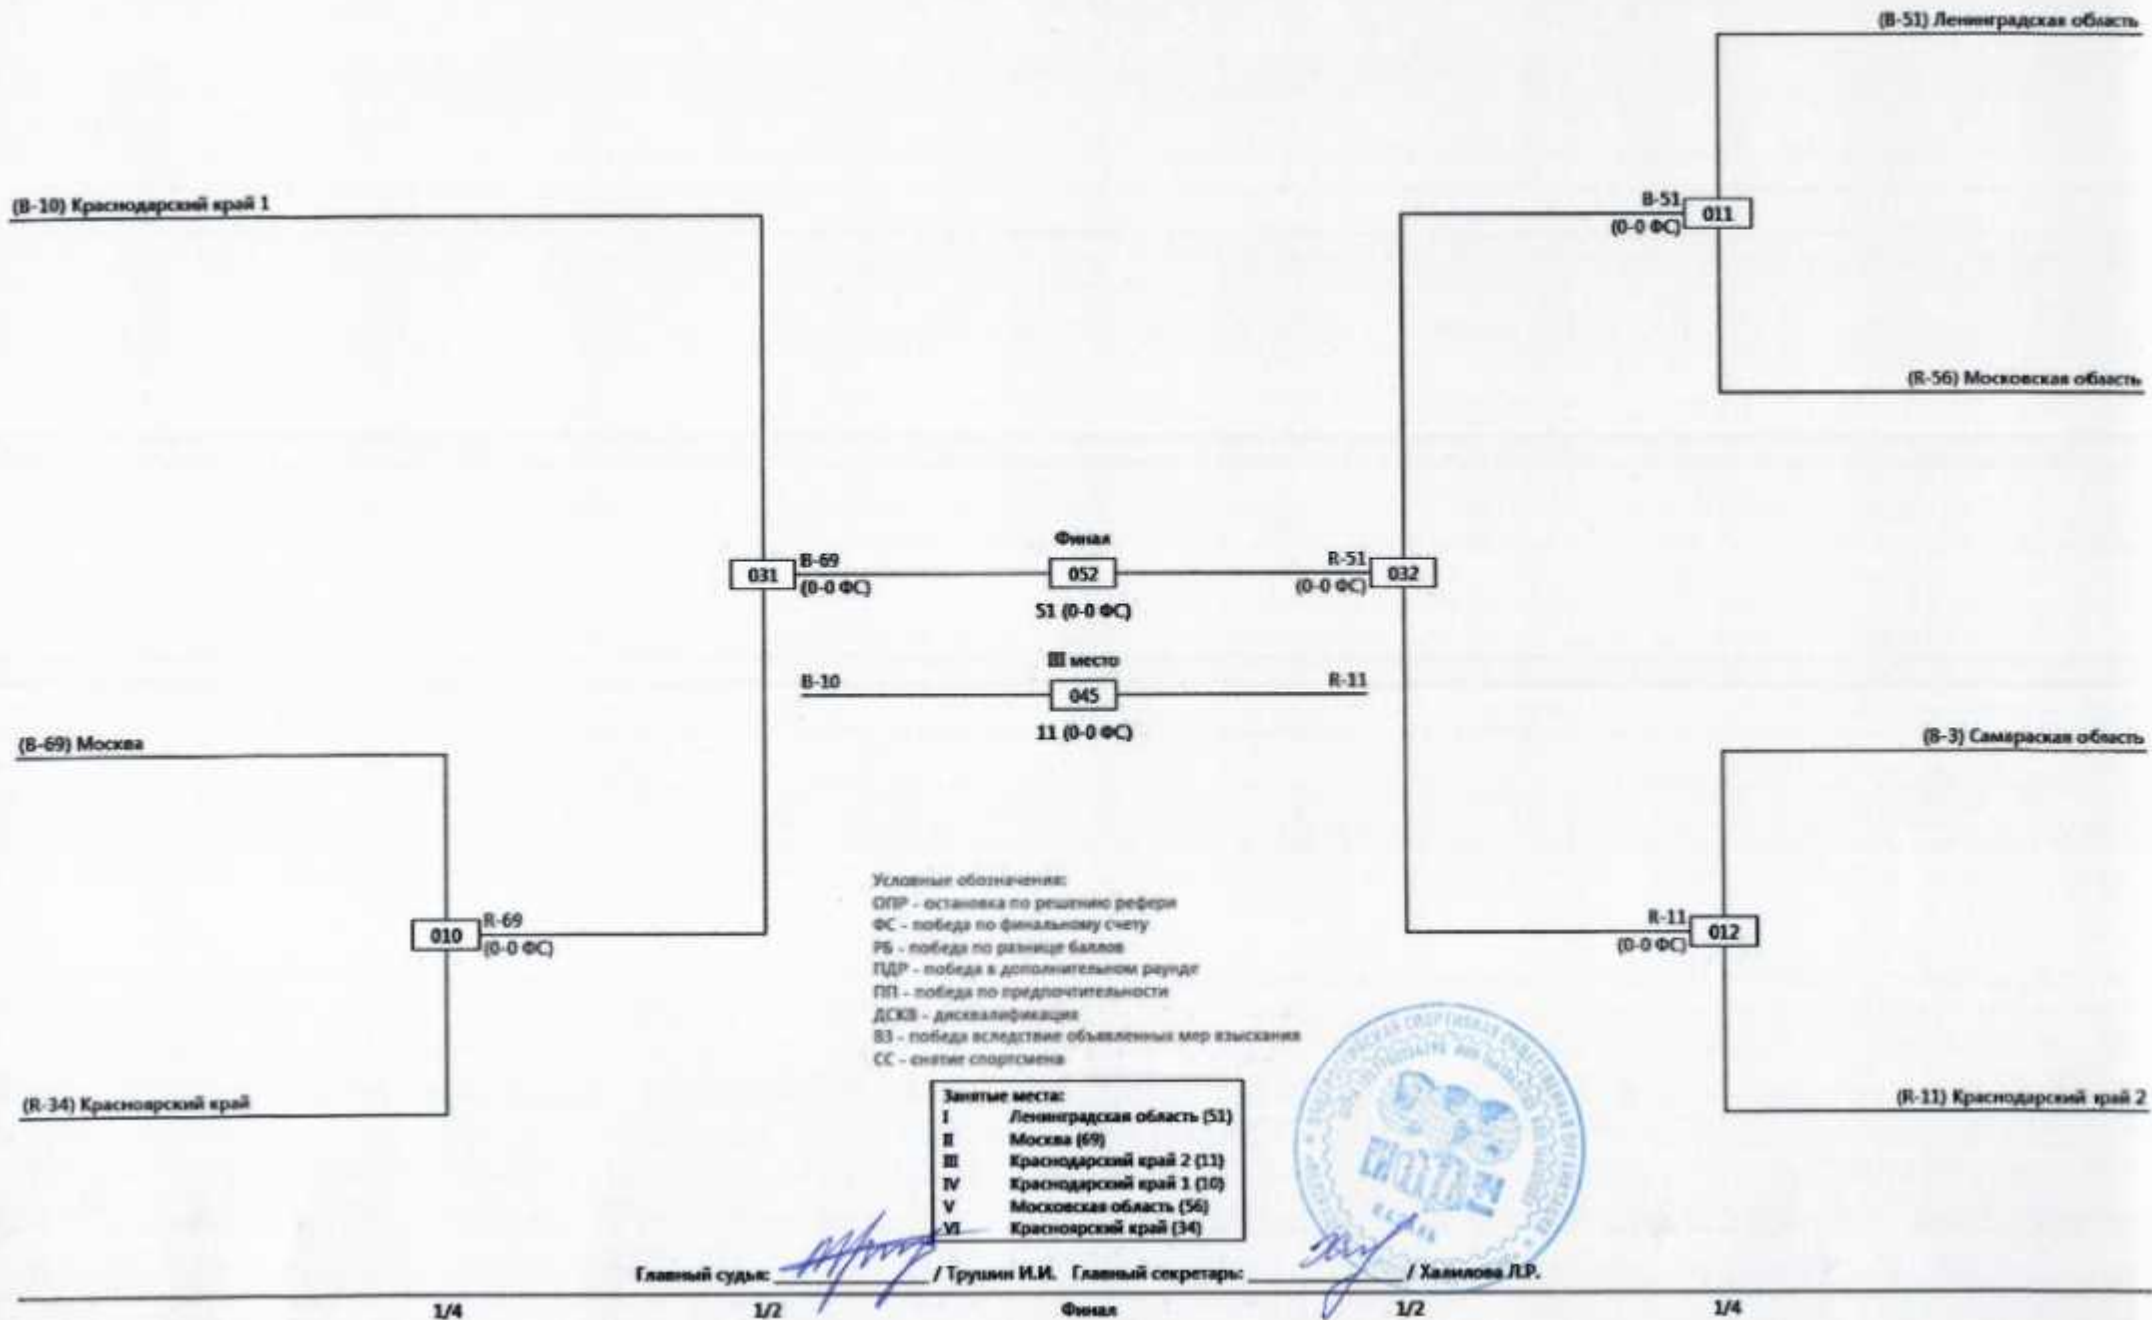 (B-51) Ленинградская область
(B-10) Краснодарский край 1
B-51
011
(0-0 ФС)
(R-56) Московская область
Финал
031
B-69
(0-0 ФС)
052
R-51
(0-0 ФС)
032
51 (0-0 ФС)
III место
B-10
045
R-11
11 (0-0 ФС)
(B-69) Москва
(B-3) Самараская область
010
R-69
(0-0 ФС)
R-11
(0-0 ФС)
012
Условные обозначения:
ОПР - остановка по решению рефери
ФС - победа по финальному счету
РБ - победа по разнице баллов
ПДР - победа в дополнительном раунде
ПП - победа по предпочтительности
ДСКВ - дисквалификация
ВЗ - победа вследствие объявленных мер взыскания
СС - снятие спортсмена
(R-34) Красноярский край
(R-11) Краснодарский край 2
Занятые места:
I Ленинградская область (51)
II Москва (69)
III Краснодарский край 2 (11)
IV Краснодарский край 1 (10)
V Московская область (56)
VI Красноярский край (34)
Главный судья: / Трушин И.И. Главный секретарь: / Халилова Л.Р.
1/4 1/2 Финал 1/2 1/4